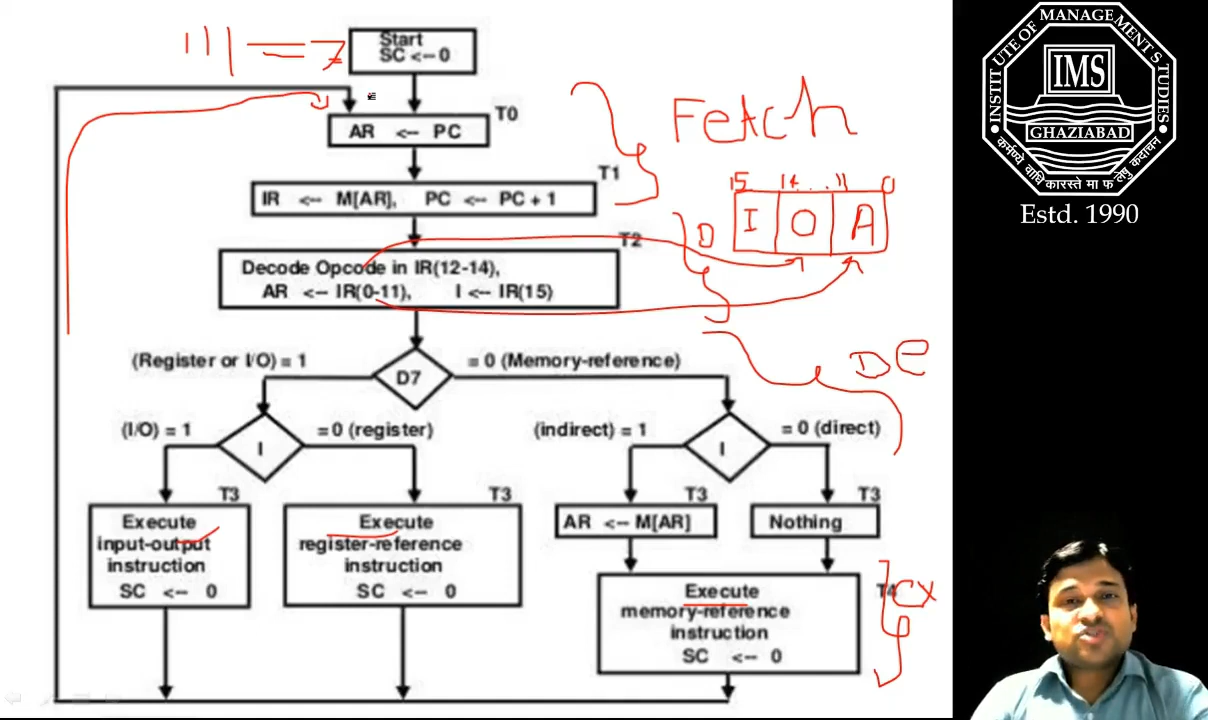 111 = 7
Start
SC <-- 0
AR <-- PC
T0
Fetch
IR <-- M[AR], PC <-- PC + 1
T1
15 14 . . . 11 0
D I O A
T2
Decode Opcode in IR(12-14),
AR <-- IR(0-11), I <-- IR(15)
(Register or I/O) = 1
D7
= 0 (Memory-reference)
DE
(I/O) = 1
I
= 0 (register)
(indirect) = 1
I
= 0 (direct)
T3
T3
T3
T3
Execute
input-output
instruction
SC <-- 0
Execute
register-reference
instruction
SC <-- 0
AR <-- M[AR]
Nothing
T4
Ex
Execute
memory-reference
instruction
SC <-- 0
INSTITUTE OF MANAGEMENT STUDIES
IMS
GHAZIABAD
Estd. 1990